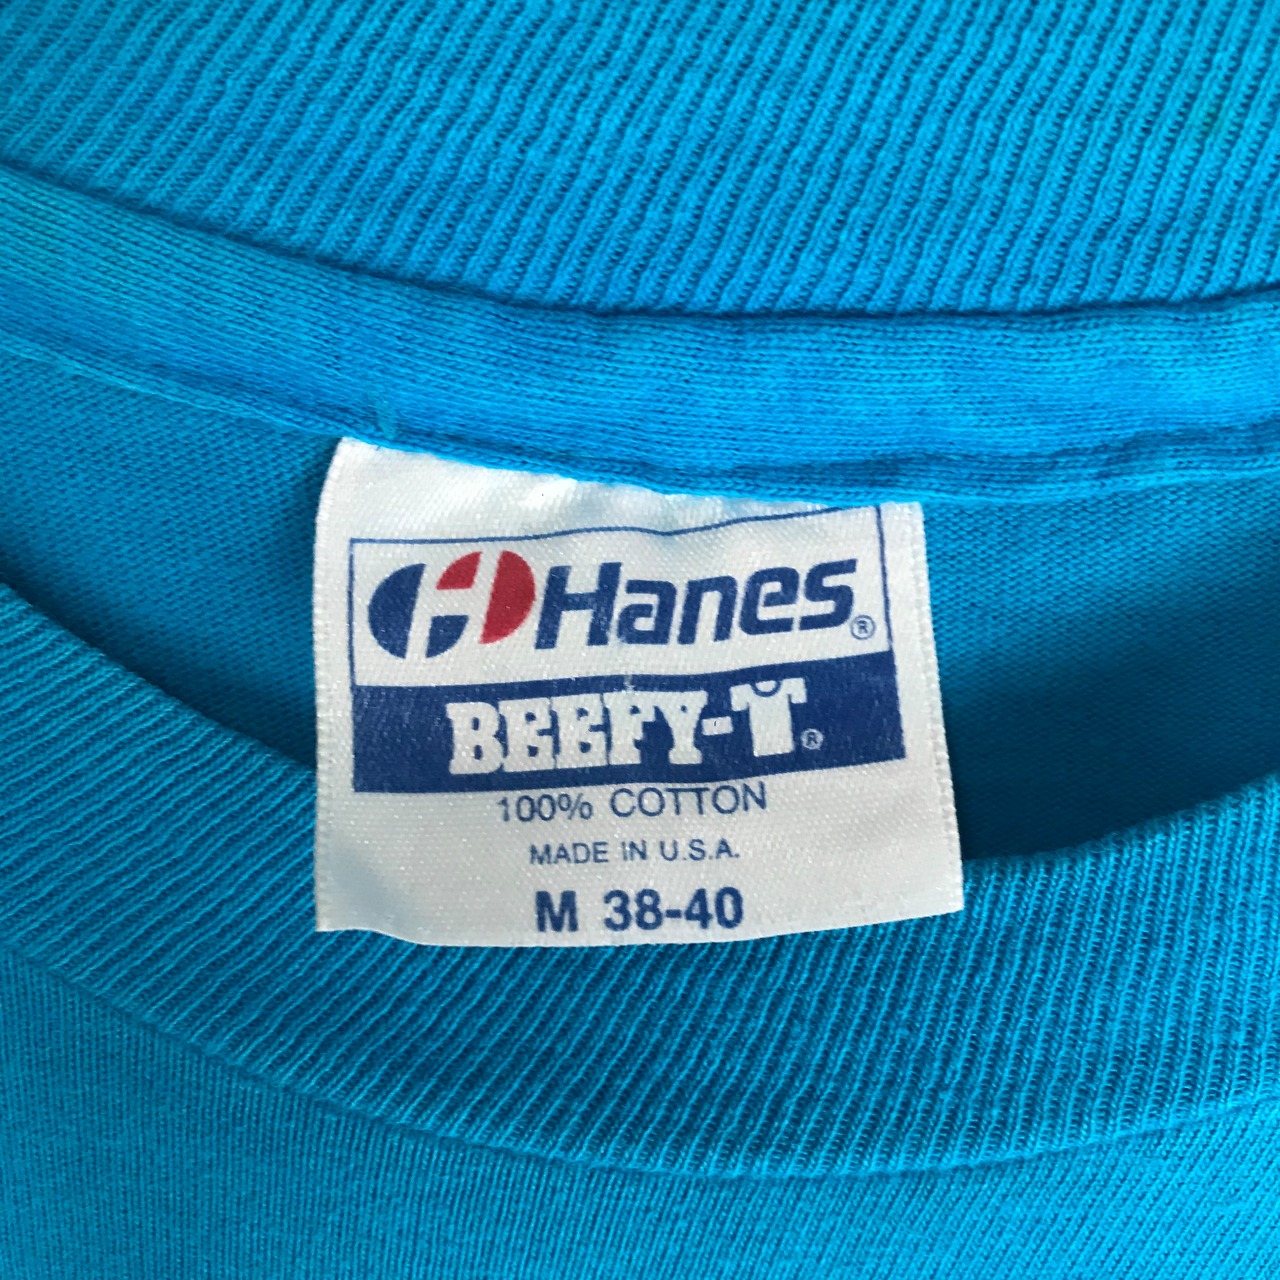 Hanes®
BEEFY-T®
100% COTTON
MADE IN U.S.A.
M 38-40